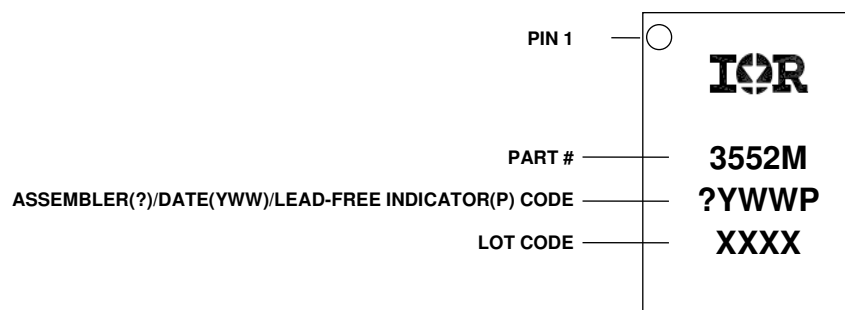 PIN 1
IOR
PART #
3552M
ASSEMBLER(?)/DATE(YWW)/LEAD-FREE INDICATOR(P) CODE
?YWWP
LOT CODE
XXXX